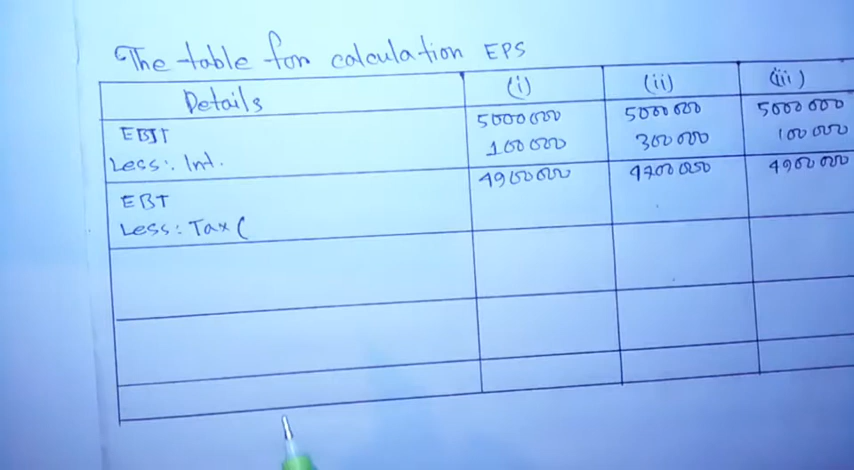 The table for calculation EPS
Details (i) (ii) (iii)
EBIT 5000000 5000000 5000000
Less: Int. 100000 300000 100000
EBT 4900000 4700000 4900000
Less: Tax (